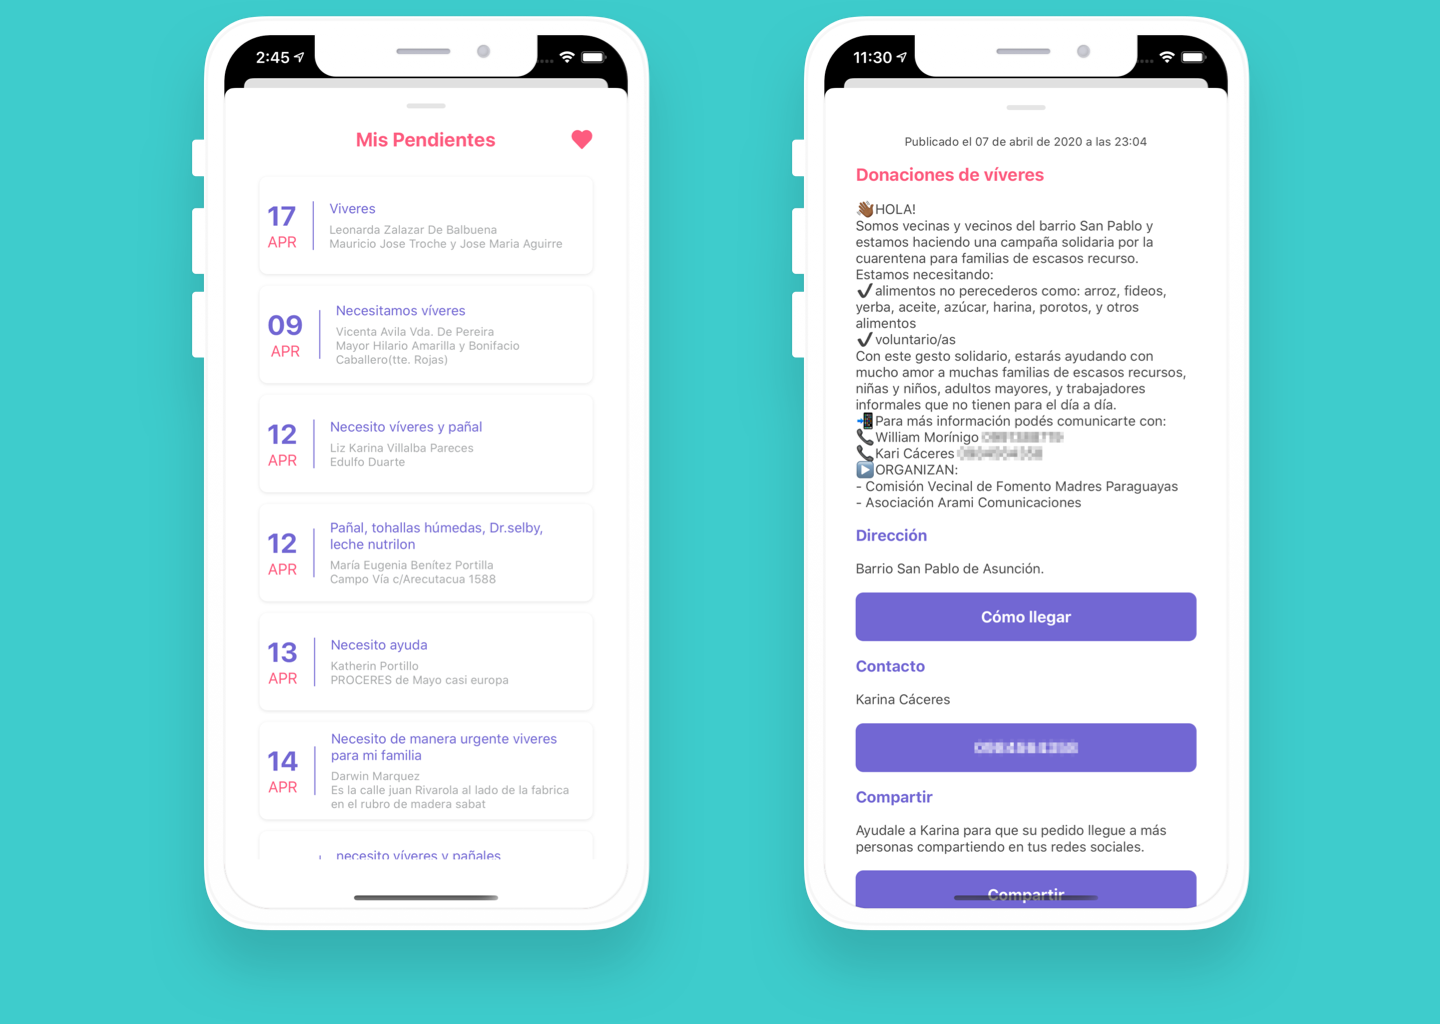 2:45
Mis Pendientes
17
APR
Viveres
Leonarda Zalazar De Balbuena
Mauricio Jose Troche y Jose Maria Aguirre
09
APR
Necesitamos víveres
Vicenta Avila Vda. De Pereira
Mayor Hilario Amarilla y Bonifacio
Caballero(tte. Rojas)
12
APR
Necesito víveres y pañal
Liz Karina Villalba Pareces
Edulfo Duarte
12
APR
Pañal, tohallas húmedas, Dr.selby,
leche nutrilon
María Eugenia Benítez Portilla
Campo Vía c/Arecutacua 1588
13
APR
Necesito ayuda
Katherin Portillo
PROCERES de Mayo casi europa
14
APR
Necesito de manera urgente viveres
para mi familia
Darwin Marquez
Es la calle juan Rivarola al lado de la fabrica
en el rubro de madera sabat
necesito víveres y pañales
11:30
Publicado el 07 de abril de 2020 a las 23:04
Donaciones de víveres
👋🏾HOLA!
Somos vecinas y vecinos del barrio San Pablo y
estamos haciendo una campaña solidaria por la
cuarentena para familias de escasos recurso.
Estamos necesitando:
✔alimentos no perecederos como: arroz, fideos,
yerba, aceite, azúcar, harina, porotos, y otros
alimentos
✔voluntario/as
Con este gesto solidario, estarás ayudando con
mucho amor a muchas familias de escasos recursos,
niñas y niños, adultos mayores, y trabajadores
informales que no tienen para el día a día.
📲Para más información podés comunicarte con:
📞William Morínigo
📞Kari Cáceres
▶ORGANIZAN:
- Comisión Vecinal de Fomento Madres Paraguayas
- Asociación Arami Comunicaciones
Dirección
Barrio San Pablo de Asunción.
Cómo llegar
Contacto
Karina Cáceres
Compartir
Ayudale a Karina para que su pedido llegue a más
personas compartiendo en tus redes sociales.
Compartir